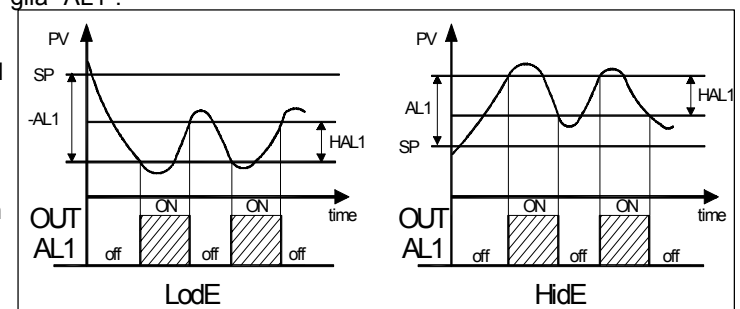 glia "AL1".
PV
SP
-AL1
HAL1
ON
ON
time
OUT
AL1
off
off
off
LodE
PV
HAL1
AL1
SP
ON
ON
time
OUT
AL1
off
off
off
HidE